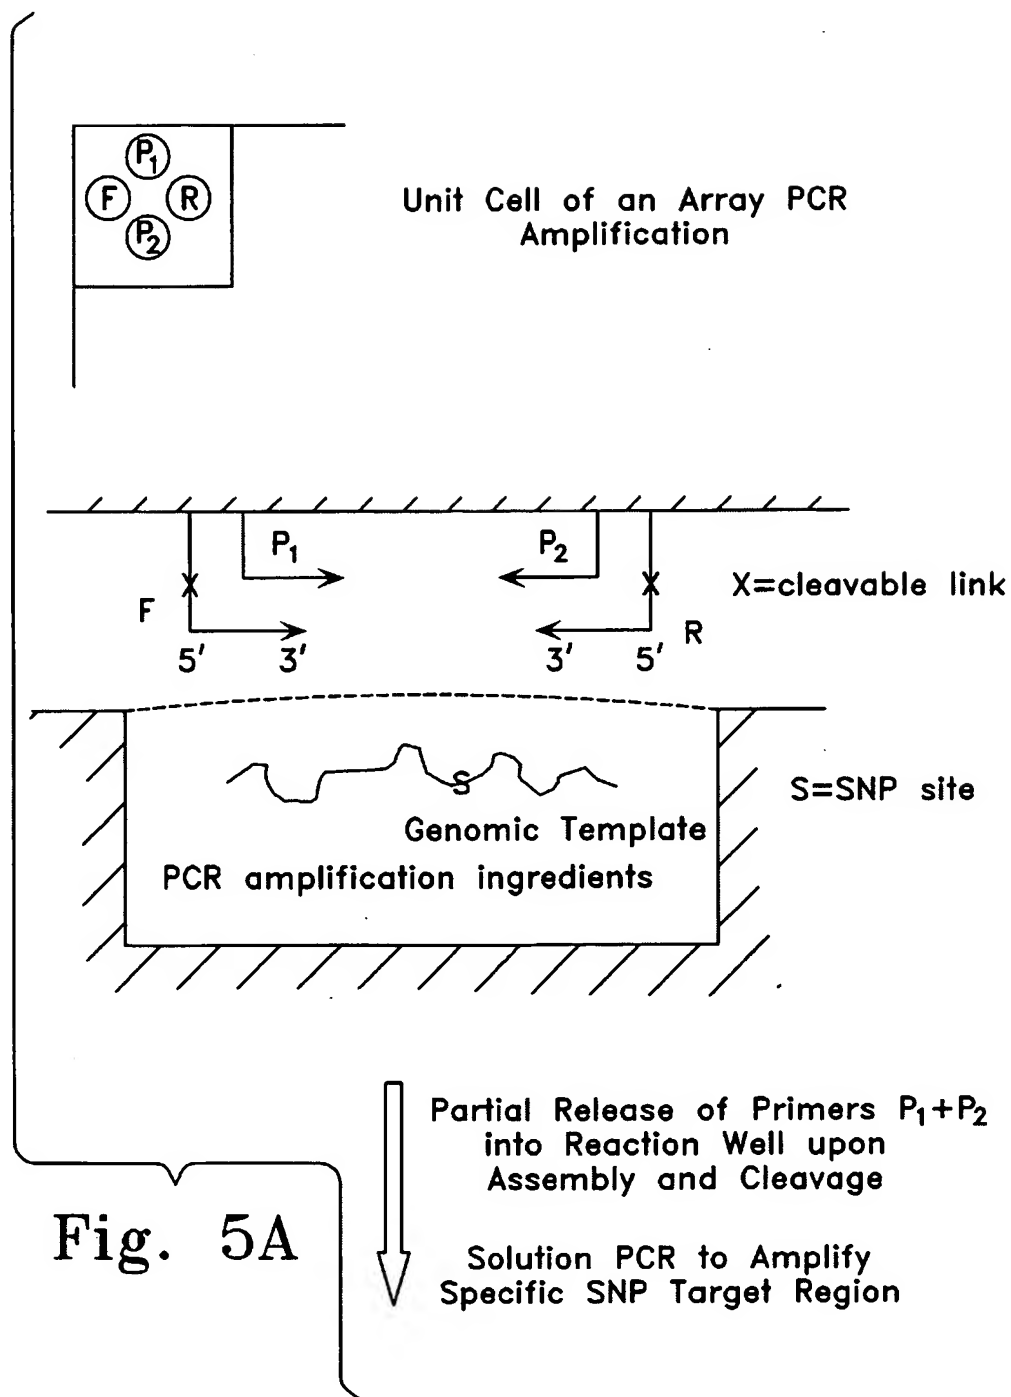 P₁
F R
P₂
Unit Cell of an Array PCR
Amplification
P₁ P₂
X X X=cleavable link
F R
5' 3' 3' 5'
S S=SNP site
Genomic Template
PCR amplification ingredients
Partial Release of Primers P₁+P₂
into Reaction Well upon
Assembly and Cleavage
Solution PCR to Amplify
Specific SNP Target Region
Fig. 5A